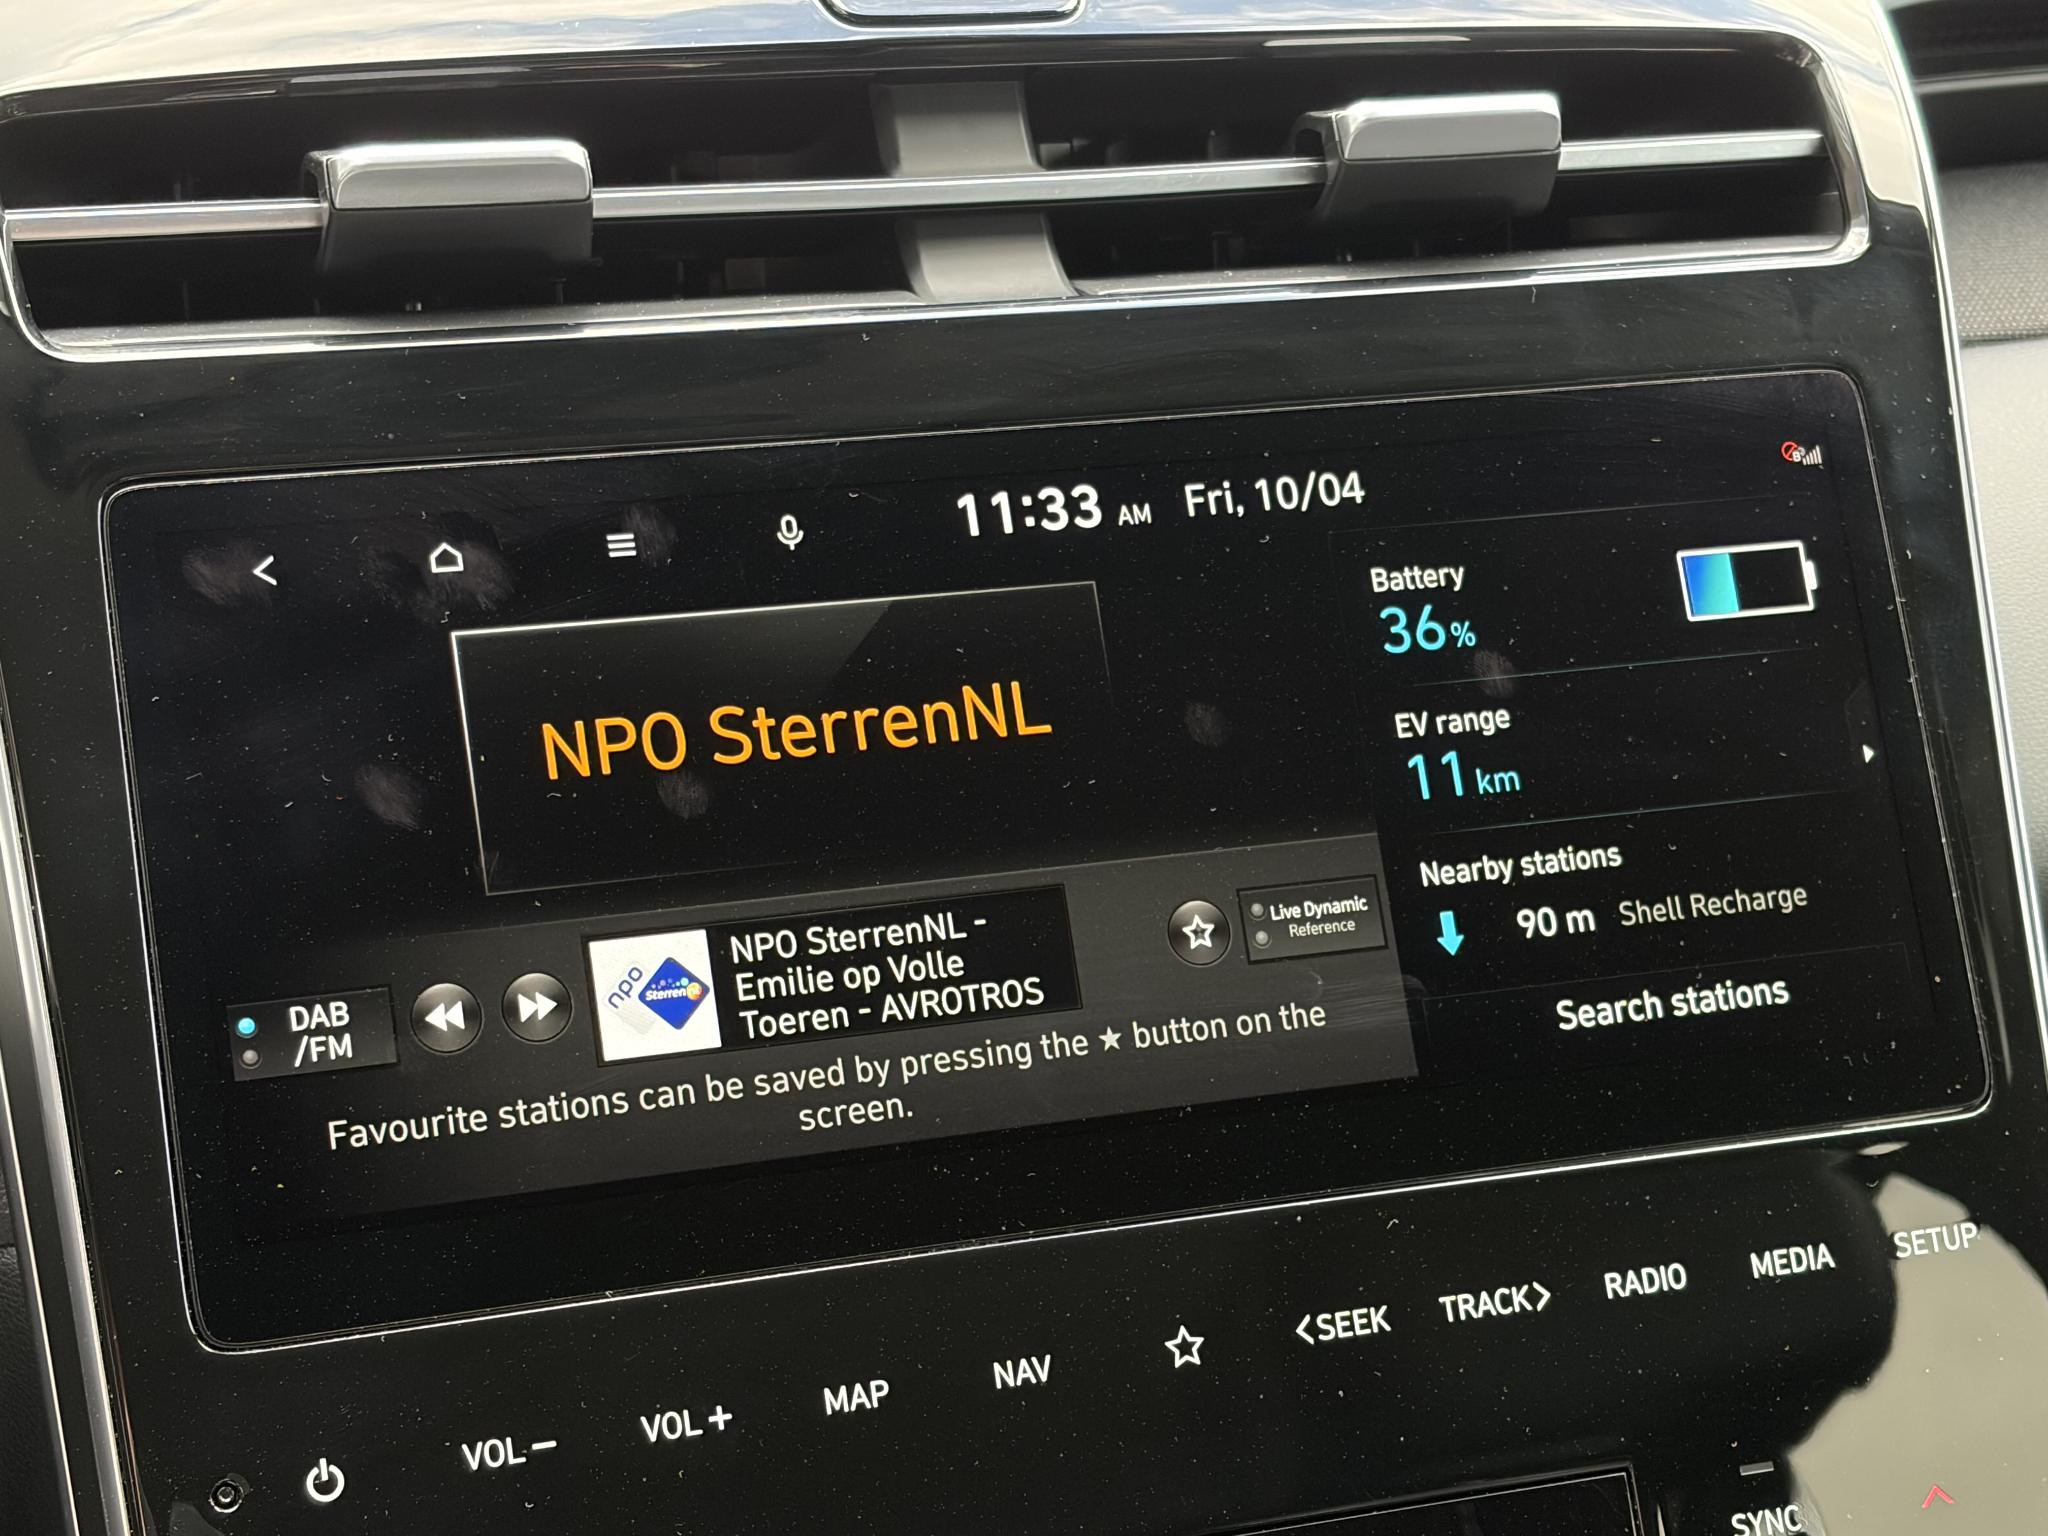 11:33 AM Fri, 10/04
Battery
36%
NPO SterrenNL
EV range
11 km
Nearby stations
90 m Shell Recharge
Search stations
DAB
/FM
npo
SterrenNL
NPO SterrenNL -
Emilie op Volle
Toeren - AVROTROS
Live Dynamic
Reference
Favourite stations can be saved by pressing the ★ button on the
screen.
VOL−
VOL+
MAP
NAV
<SEEK
TRACK>
RADIO
MEDIA
SETUP
SYNC